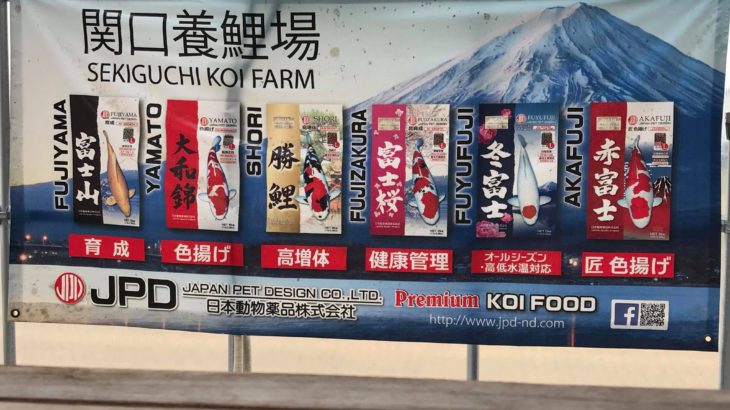 関口養鯉場
SEKIGUCHI KOI FARM
FUJIYAMA
富士山
YAMATO
大和錦
SHORI
勝鯉
FUJIZAKURA
富士桜
FUYUFUJI
冬富士
AKAFUJI
赤富士
育成
色揚げ
高増体
健康管理
オールシーズン
・高低水温対応
匠 色揚げ
JPD
JAPAN PET DESIGN CO., LTD.
日本動物薬品株式会社
Premium KOI FOOD
http://www.jpd-nd.com/
f